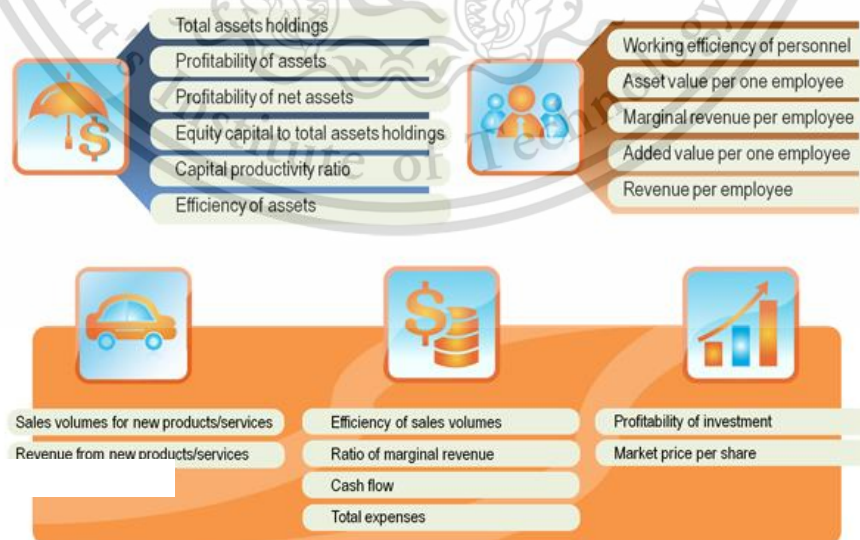 Total assets holdings
Profitability of assets
Profitability of net assets
Equity capital to total assets holdings
Capital productivity ratio
Efficiency of assets
Working efficiency of personnel
Asset value per one employee
Marginal revenue per employee
Added value per one employee
Revenue per employee
Sales volumes for new products/services
Revenue from new products/services
Efficiency of sales volumes
Ratio of marginal revenue
Cash flow
Total expenses
Profitability of investment
Market price per share
Institute of Technology